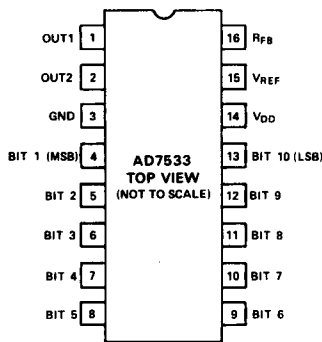 OUT1 1 16 RFB
OUT2 2 15 VREF
GND 3 14 VDD
BIT 1 (MSB) 4 13 BIT 10 (LSB)
AD7533
TOP VIEW
(NOT TO SCALE)
BIT 2 5 12 BIT 9
BIT 3 6 11 BIT 8
BIT 4 7 10 BIT 7
BIT 5 8 9 BIT 6